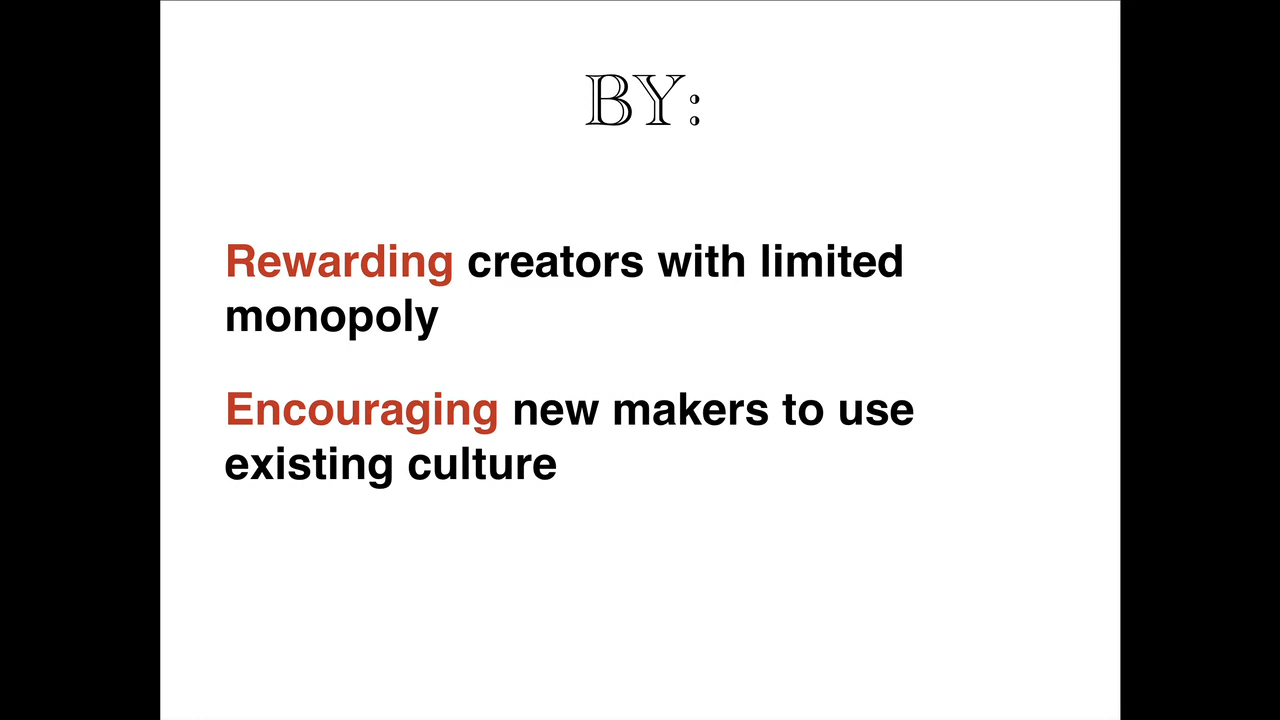 BY:
Rewarding creators with limited
monopoly
Encouraging new makers to use
existing culture